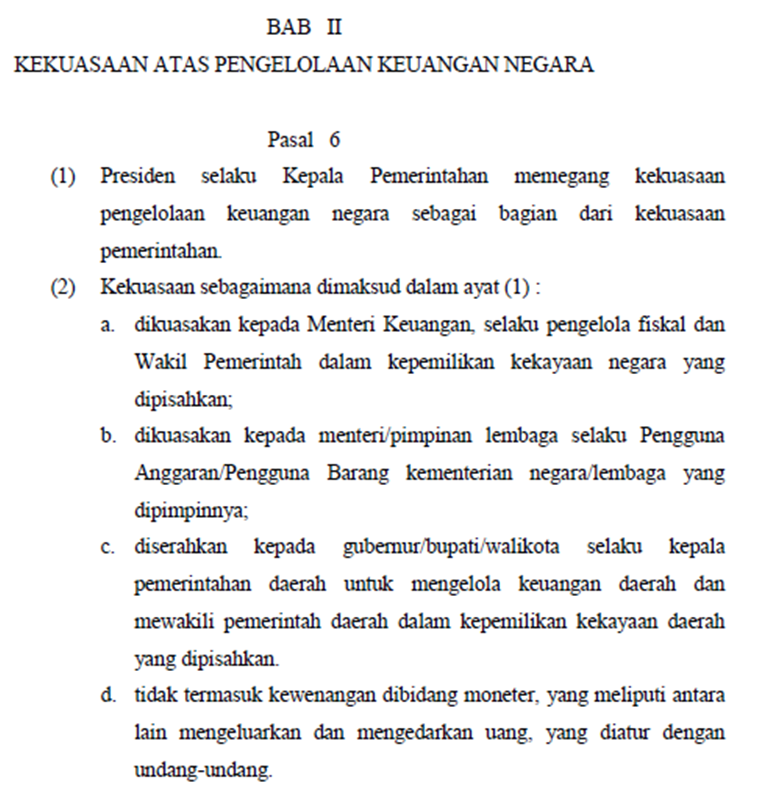 BAB II
KEKUASAAN ATAS PENGELOLAAN KEUANGAN NEGARA
Pasal 6
(1) Presiden selaku Kepala Pemerintahan memegang kekuasaan
pengelolaan keuangan negara sebagai bagian dari kekuasaan
pemerintahan.
(2) Kekuasaan sebagaimana dimaksud dalam ayat (1) :
a. dikuasakan kepada Menteri Keuangan, selaku pengelola fiskal dan
Wakil Pemerintah dalam kepemilikan kekayaan negara yang
dipisahkan;
b. dikuasakan kepada menteri/pimpinan lembaga selaku Pengguna
Anggaran/Pengguna Barang kementerian negara/lembaga yang
dipimpinnya;
c. diserahkan kepada gubernur/bupati/walikota selaku kepala
pemerintahan daerah untuk mengelola keuangan daerah dan
mewakili pemerintah daerah dalam kepemilikan kekayaan daerah
yang dipisahkan.
d. tidak termasuk kewenangan dibidang moneter, yang meliputi antara
lain mengeluarkan dan mengedarkan uang, yang diatur dengan
undang-undang.